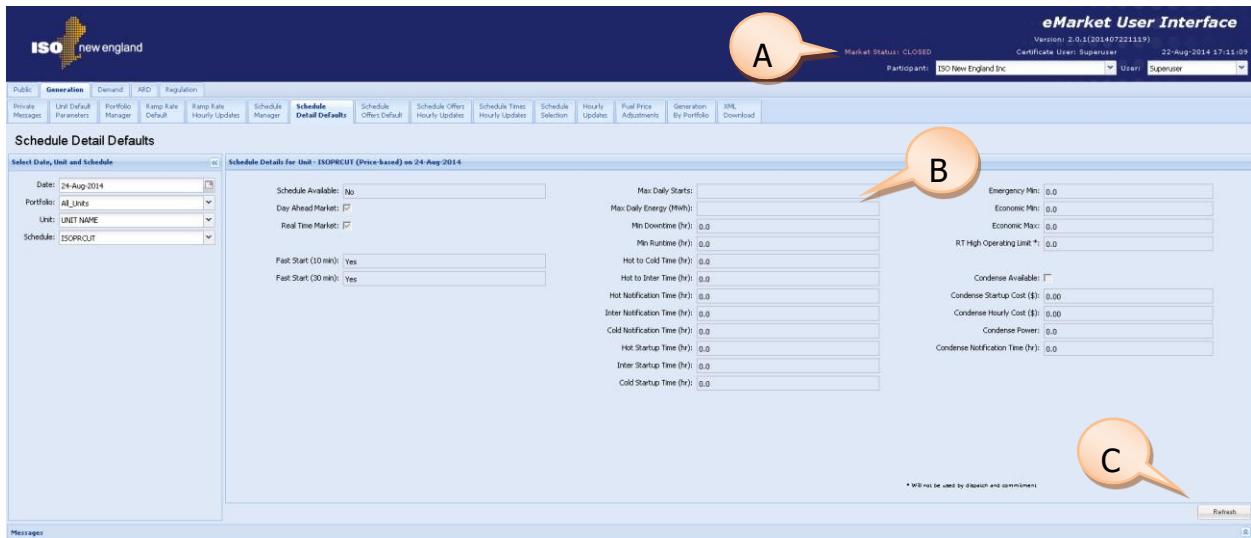 ISO new england
eMarket User Interface
Version: 2.0.1(201407221119)
Market Status: CLOSED Certificate User: Superuser 22-Aug-2014 17:11:09
Participant: ISO New England Inc User: Superuser
A
Public Generation Demand ARD Regulation
Private Messages Unit Default Parameters Portfolio Manager Ramp Rate Default Ramp Rate Hourly Updates Schedule Manager Schedule Detail Defaults Schedule Offers Default Schedule Offers Hourly Updates Schedule Times Hourly Updates Schedule Selection Hourly Updates Fuel Price Adjustments Generation By Portfolio XML Download
Schedule Detail Defaults
Select Date, Unit and Schedule
Date: 24-Aug-2014
Portfolio: All_Units
Unit: UNIT NAME
Schedule: ISOPRCUT
Schedule Details for Unit - ISOPRCUT (Price-based) on 24-Aug-2014
Schedule Available: No
Day Ahead Market:
Real Time Market:
Fast Start (10 min): Yes
Fast Start (30 min): Yes
Max Daily Starts:
Max Daily Energy (MWh):
Min Downtime (hr): 0.0
Min Runtime (hr): 0.0
Hot to Cold Time (hr): 0.0
Hot to Inter Time (hr): 0.0
Hot Notification Time (hr): 0.0
Inter Notification Time (hr): 0.0
Cold Notification Time (hr): 0.0
Hot Startup Time (hr): 0.0
Inter Startup Time (hr): 0.0
Cold Startup Time (hr): 0.0
B
Emergency Min: 0.0
Economic Min: 0.0
Economic Max: 0.0
RT High Operating Limit *: 0.0
Condense Available:
Condense Startup Cost ($): 0.00
Condense Hourly Cost ($): 0.00
Condense Power: 0.0
Condense Notification Time (hr): 0.0
C
* Will not be used by dispatch and commitment
Refresh
Messages